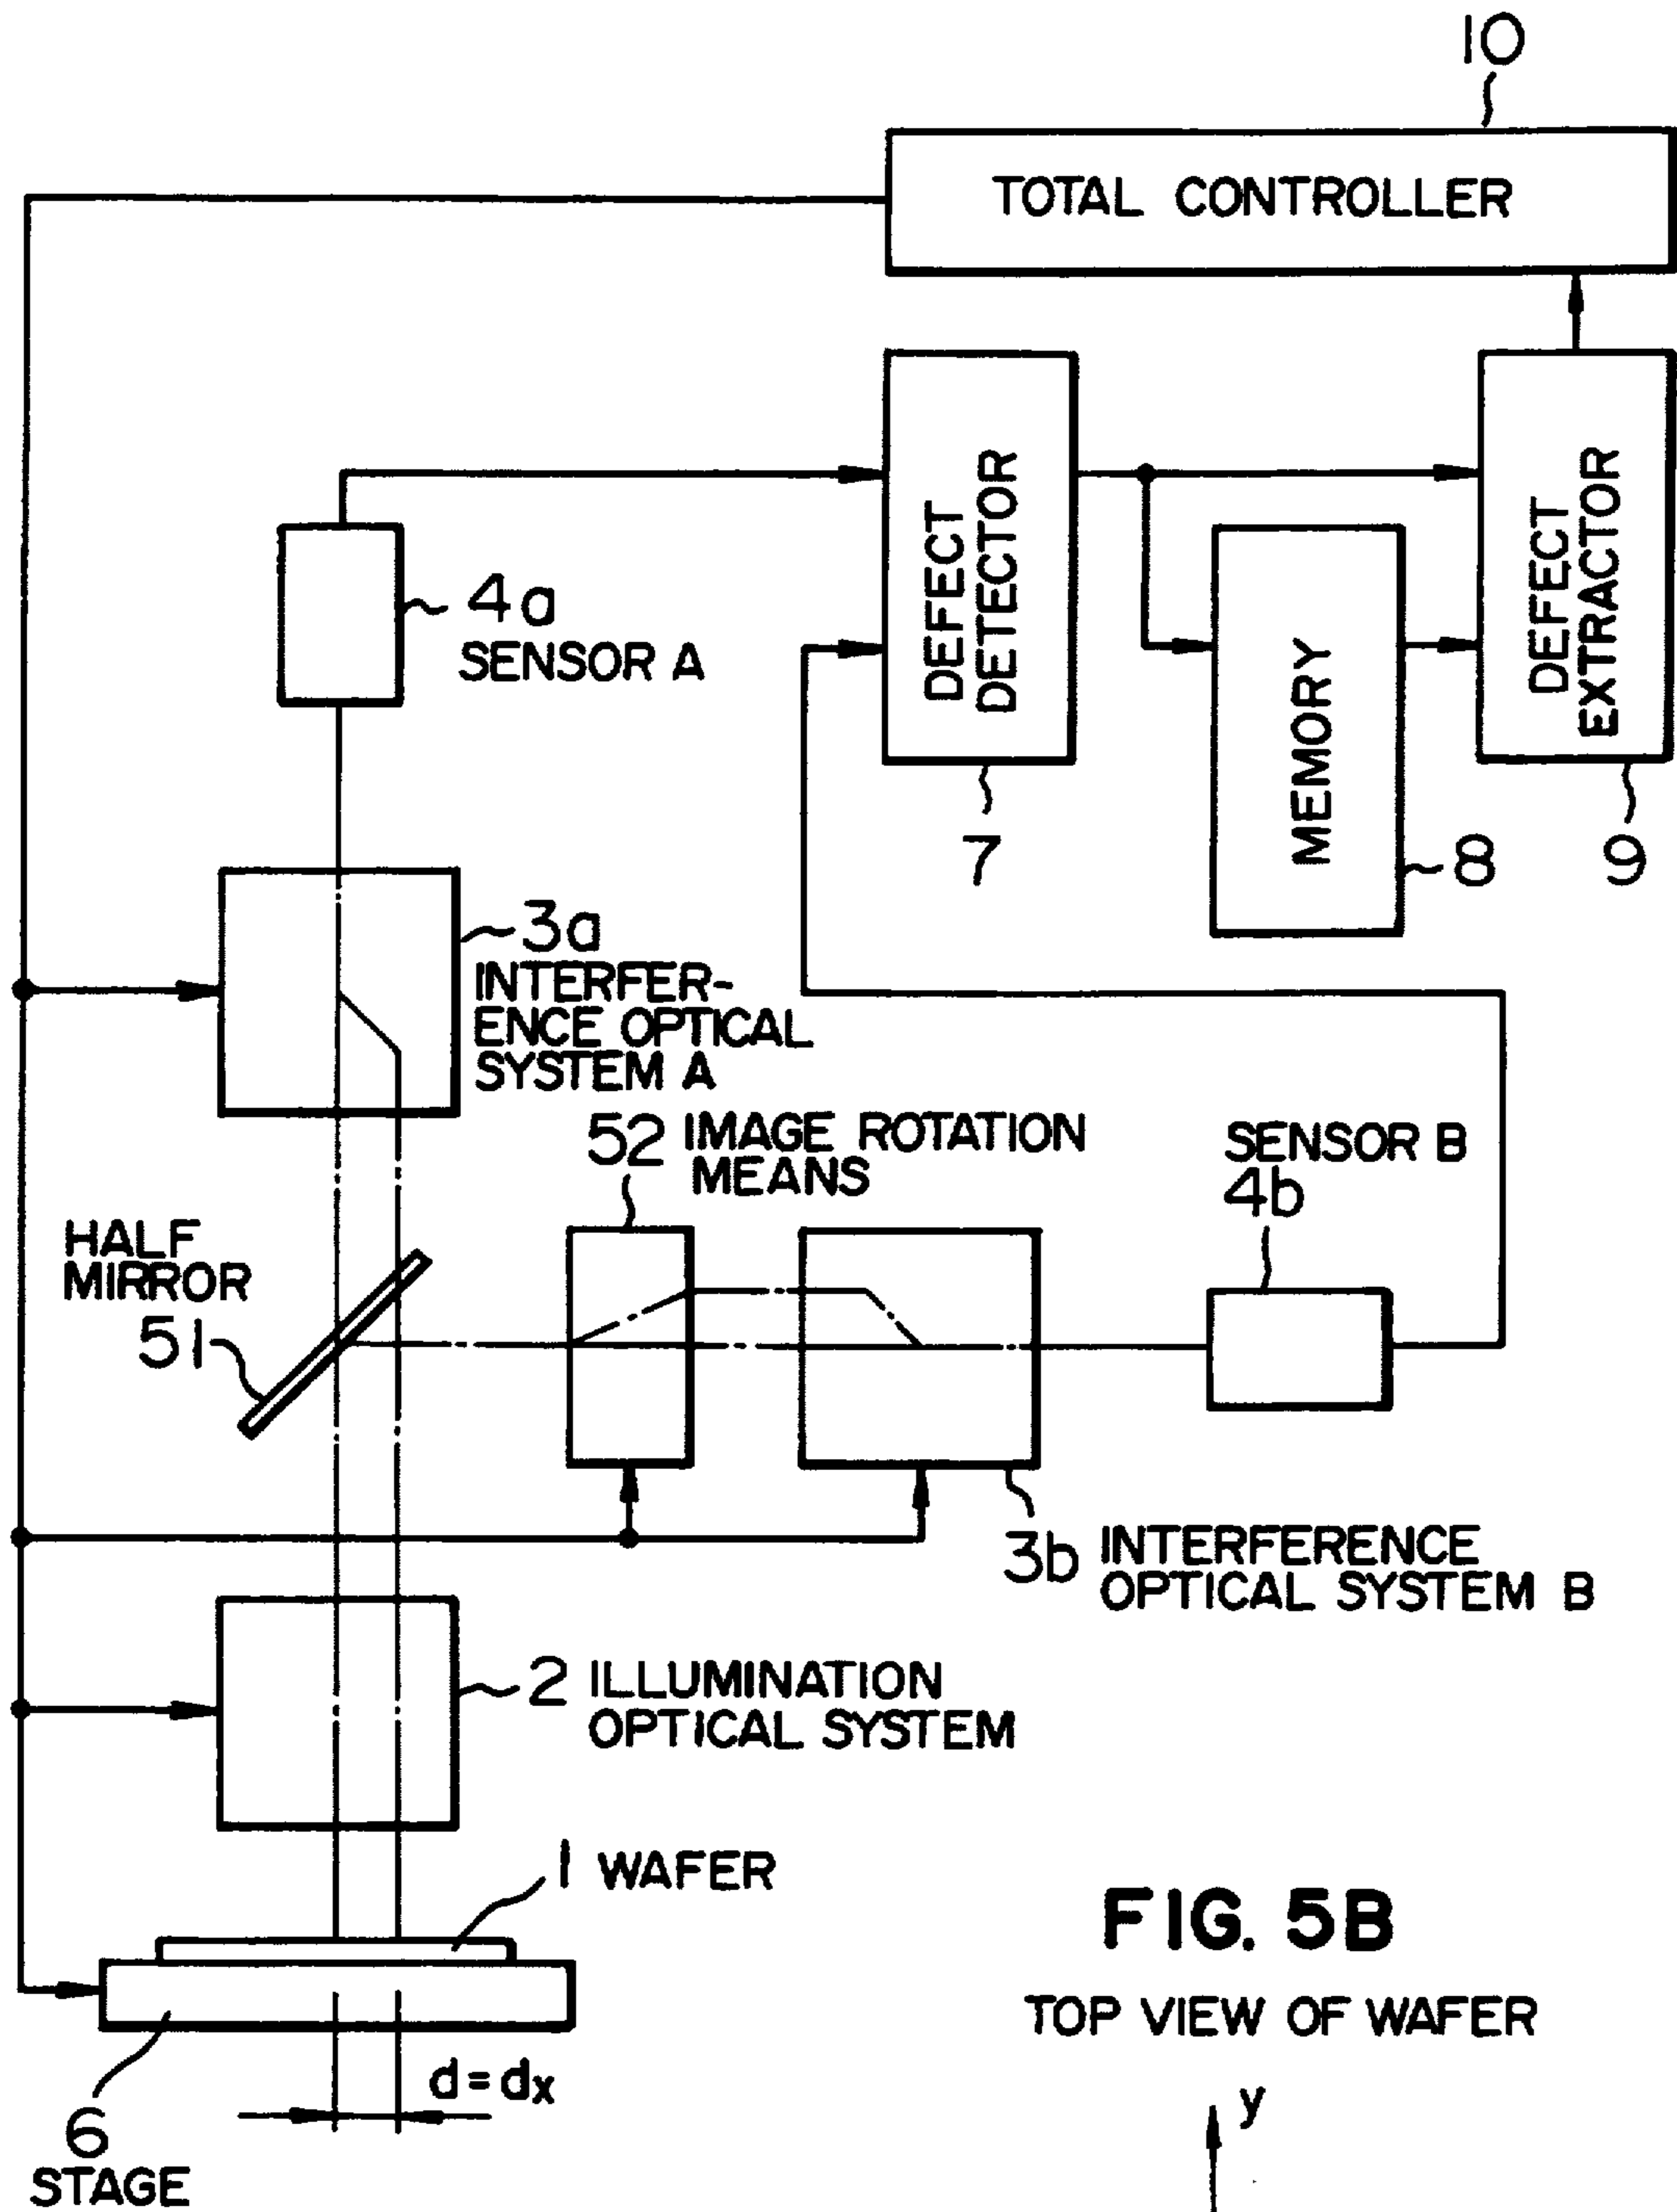 10
TOTAL CONTROLLER
DEFECT
DETECTOR
7
MEMORY
8
DEFECT
EXTRACTOR
9
4a
SENSOR A
3a
INTERFER-
ENCE OPTICAL
SYSTEM A
52 IMAGE ROTATION
MEANS
SENSOR B
4b
HALF
MIRROR
51
3b INTERFERENCE
OPTICAL SYSTEM B
2 ILLUMINATION
OPTICAL SYSTEM
1 WAFER
d=dx
6
STAGE
FIG. 5B
TOP VIEW OF WAFER
y